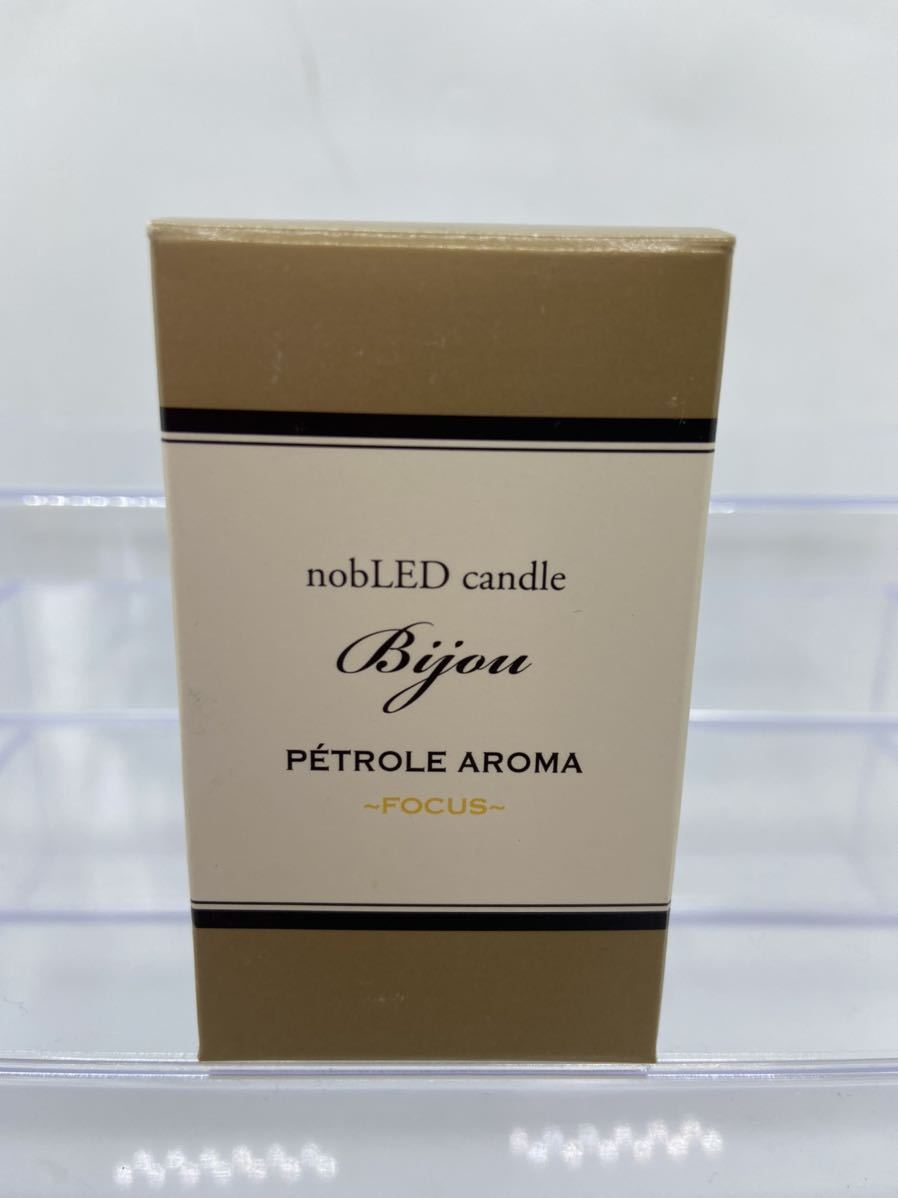 nobLED candle
Bijou
PÉTROLE AROMA
~FOCUS~